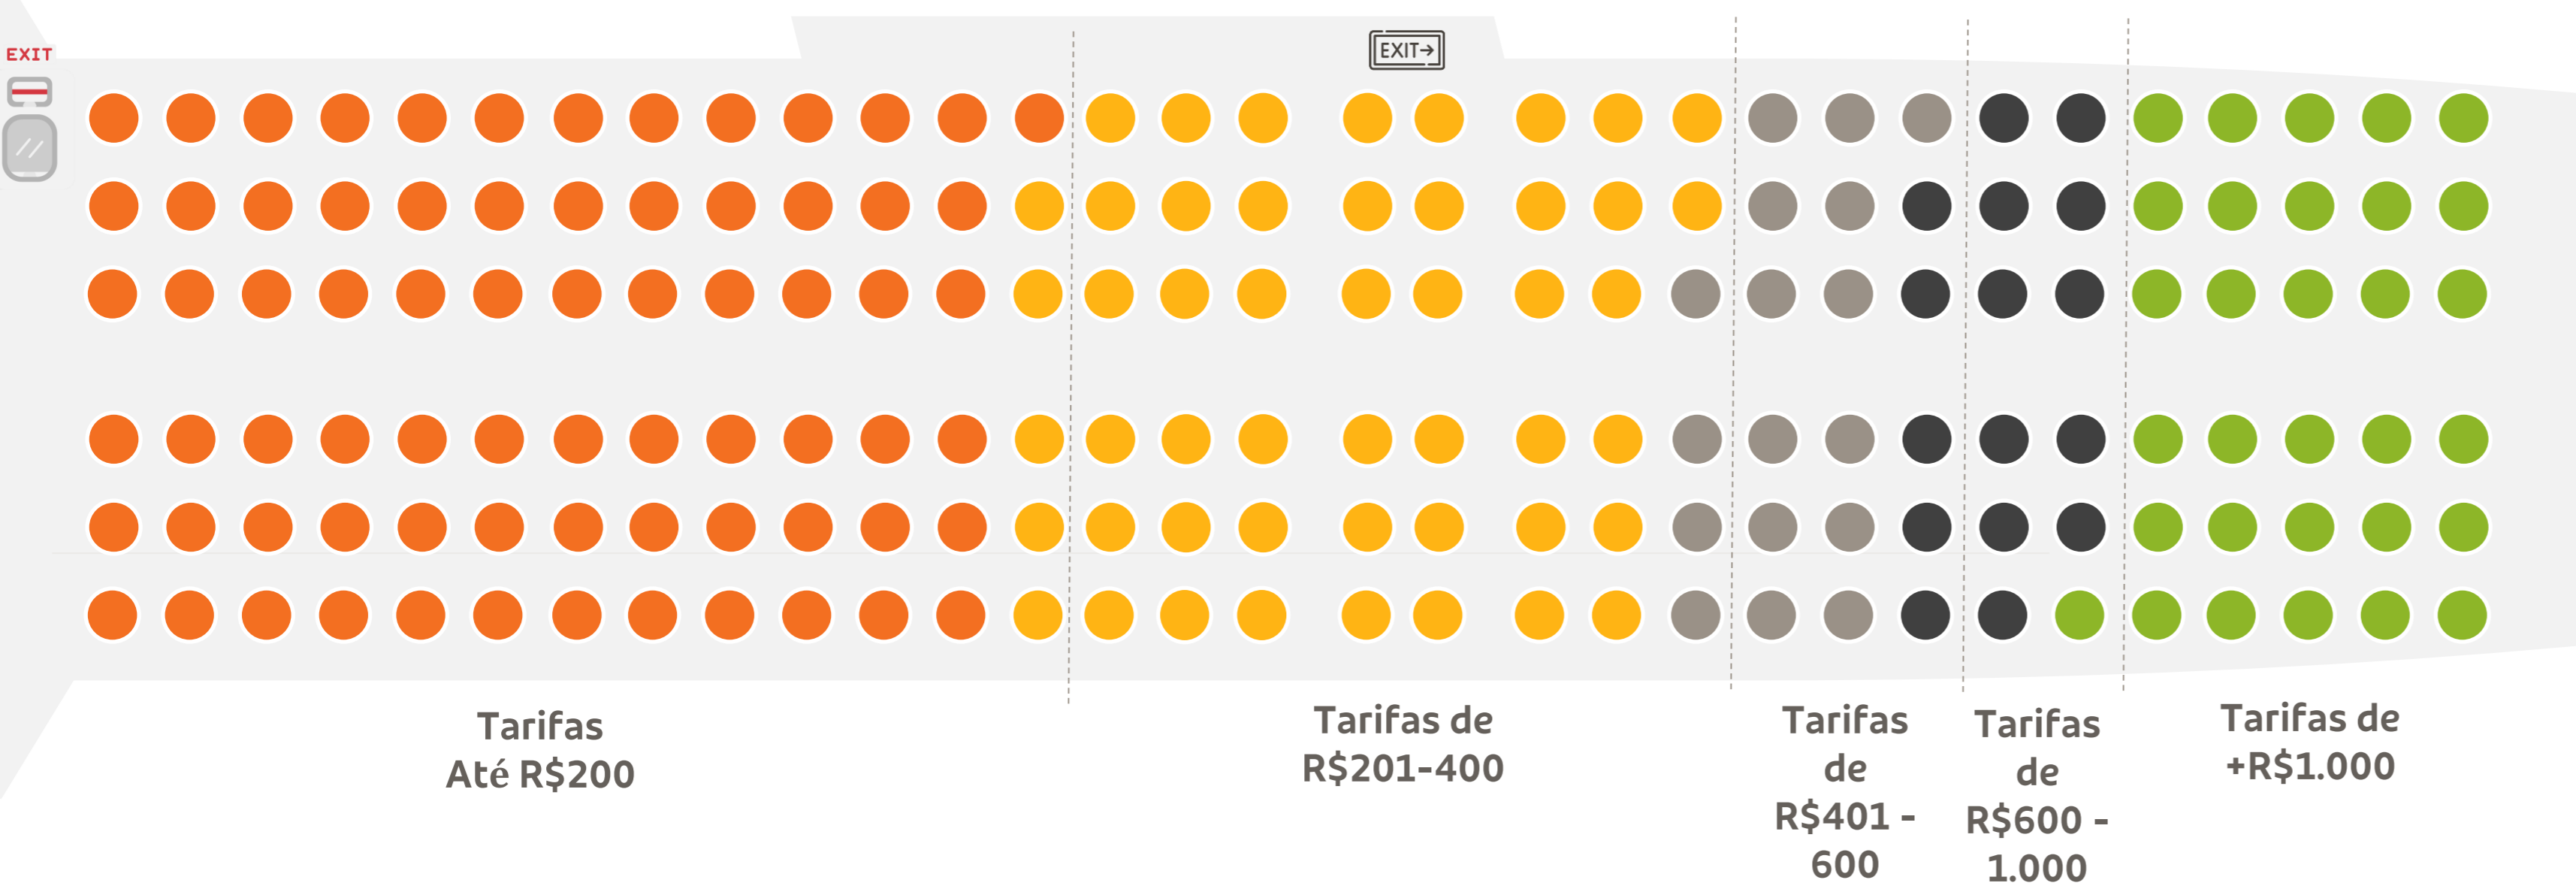 EXIT
EXIT→
Tarifas
Até R$200
Tarifas de
R$201-400
Tarifas
de
R$401 -
600
Tarifas
de
R$600 -
1.000
Tarifas de
+R$1.000